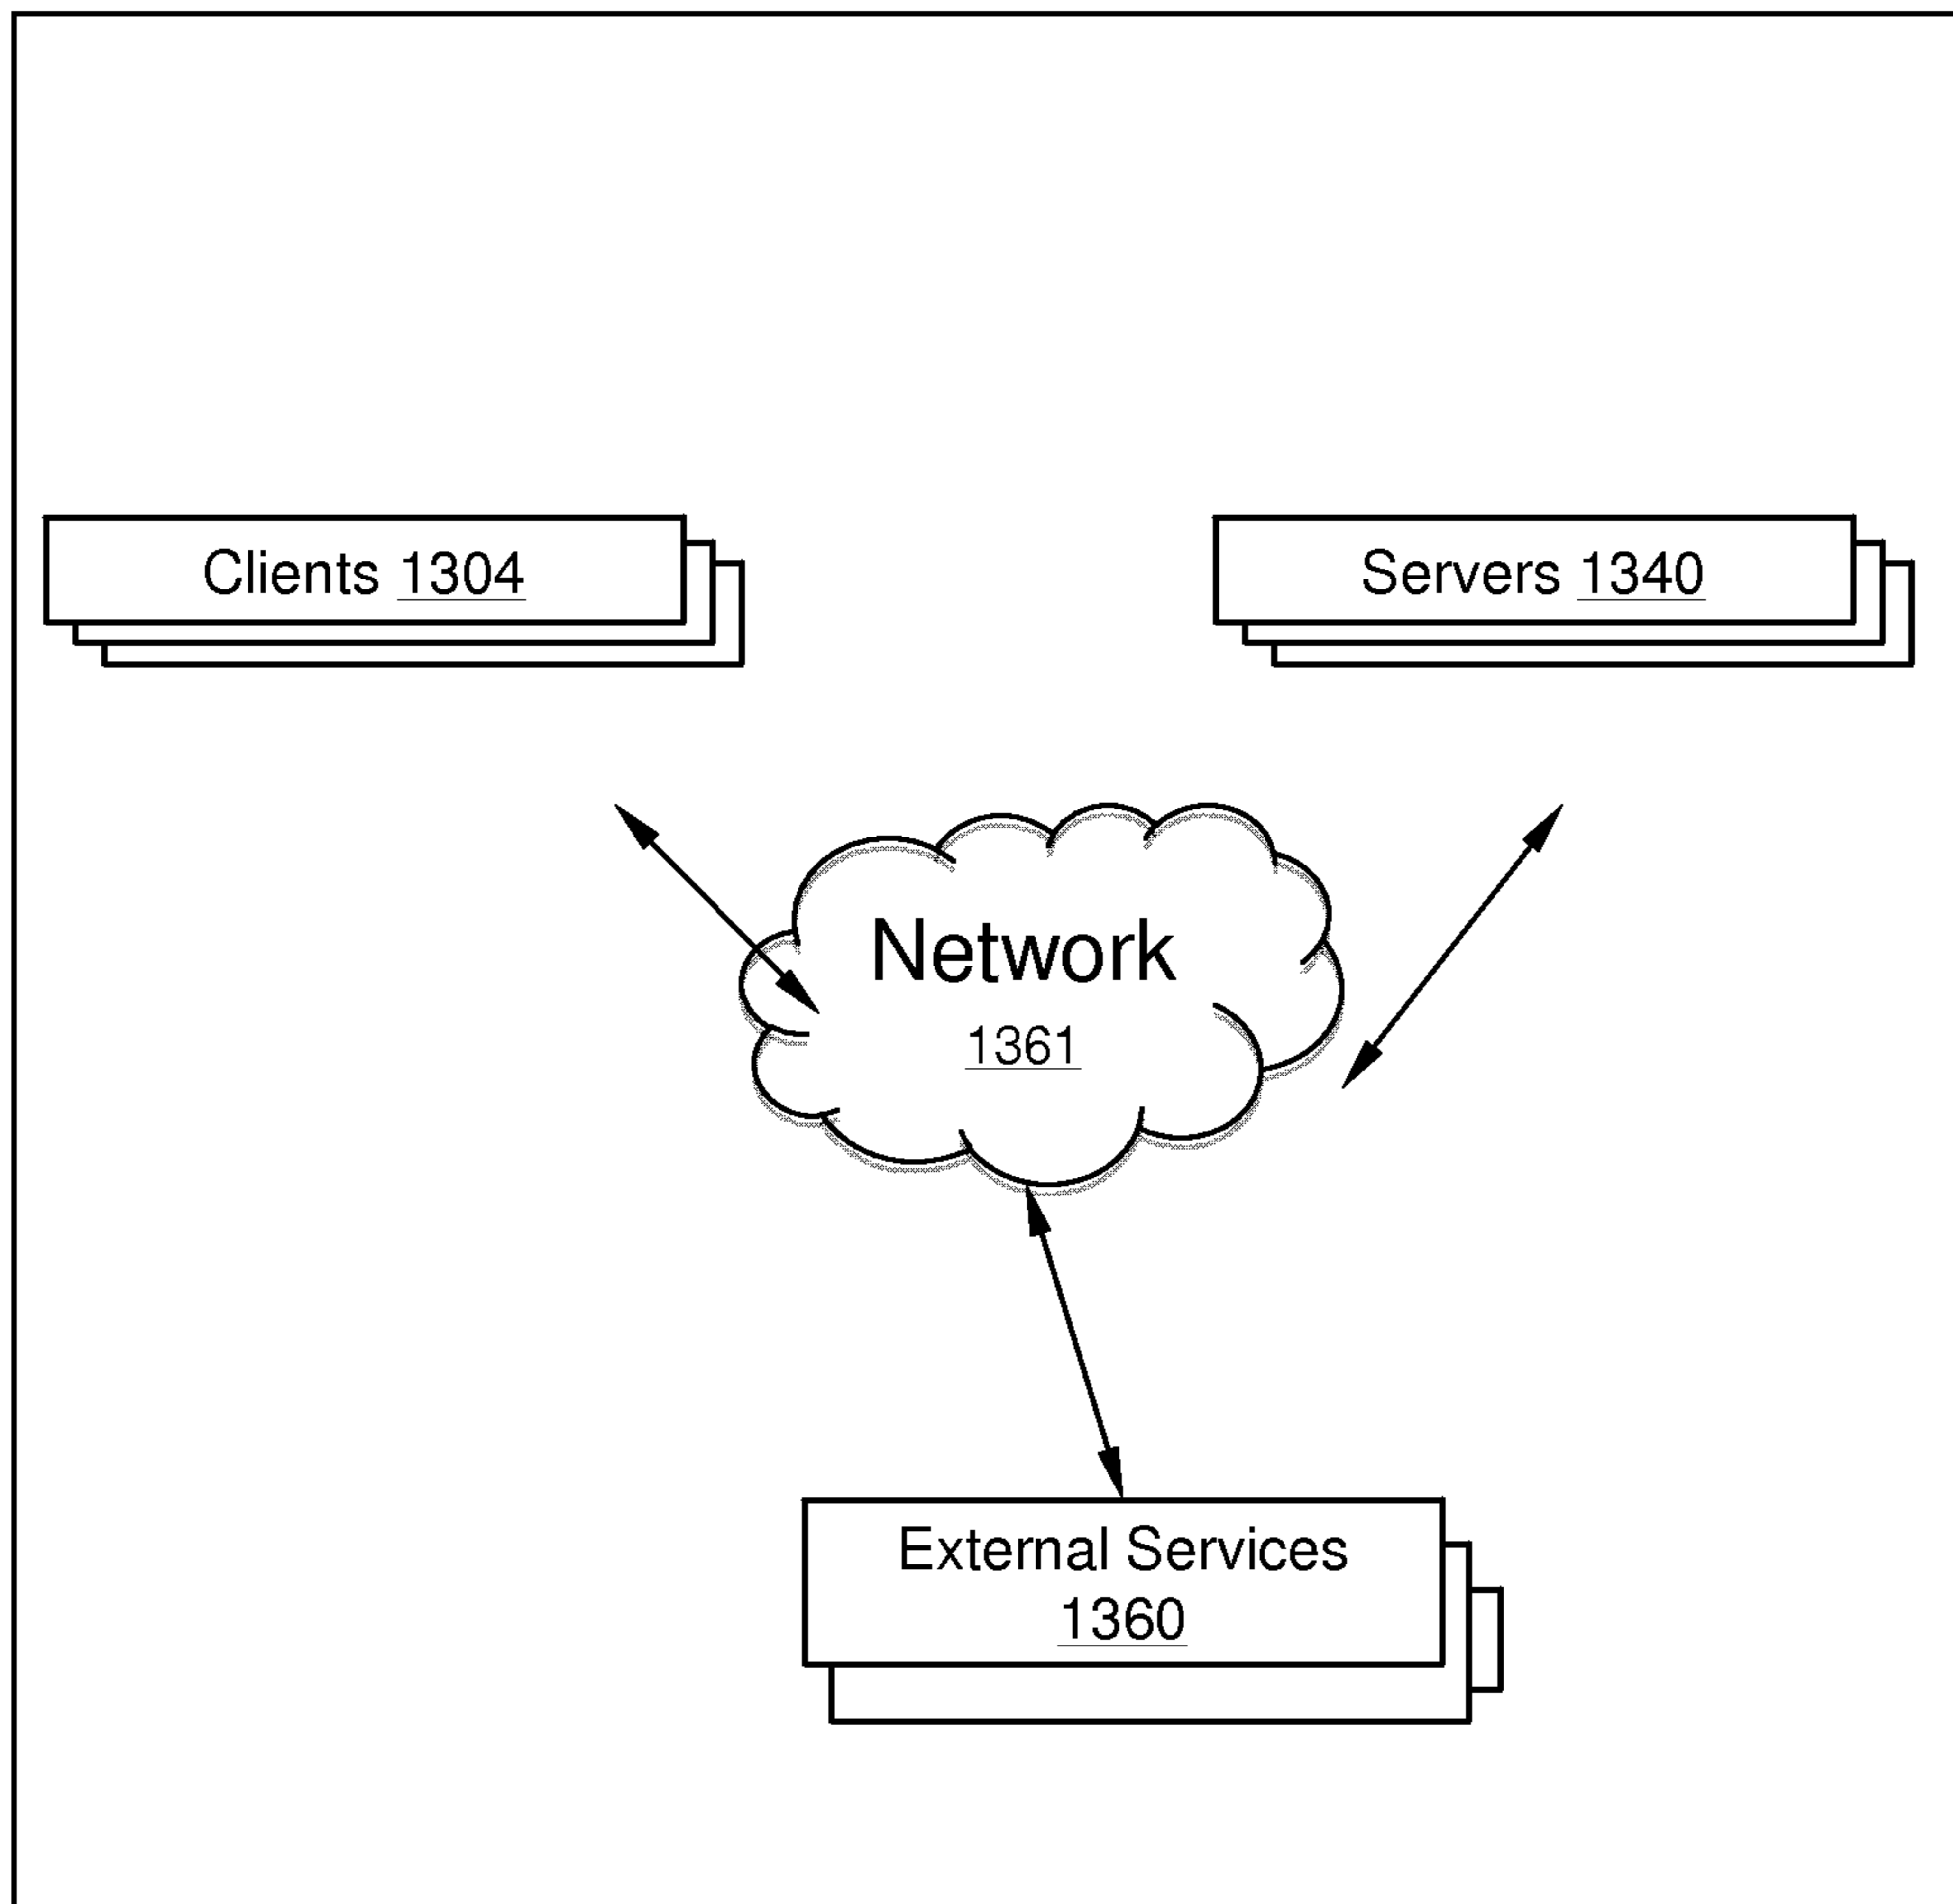 Clients 1304
Servers 1340
Network
1361
External Services
1360